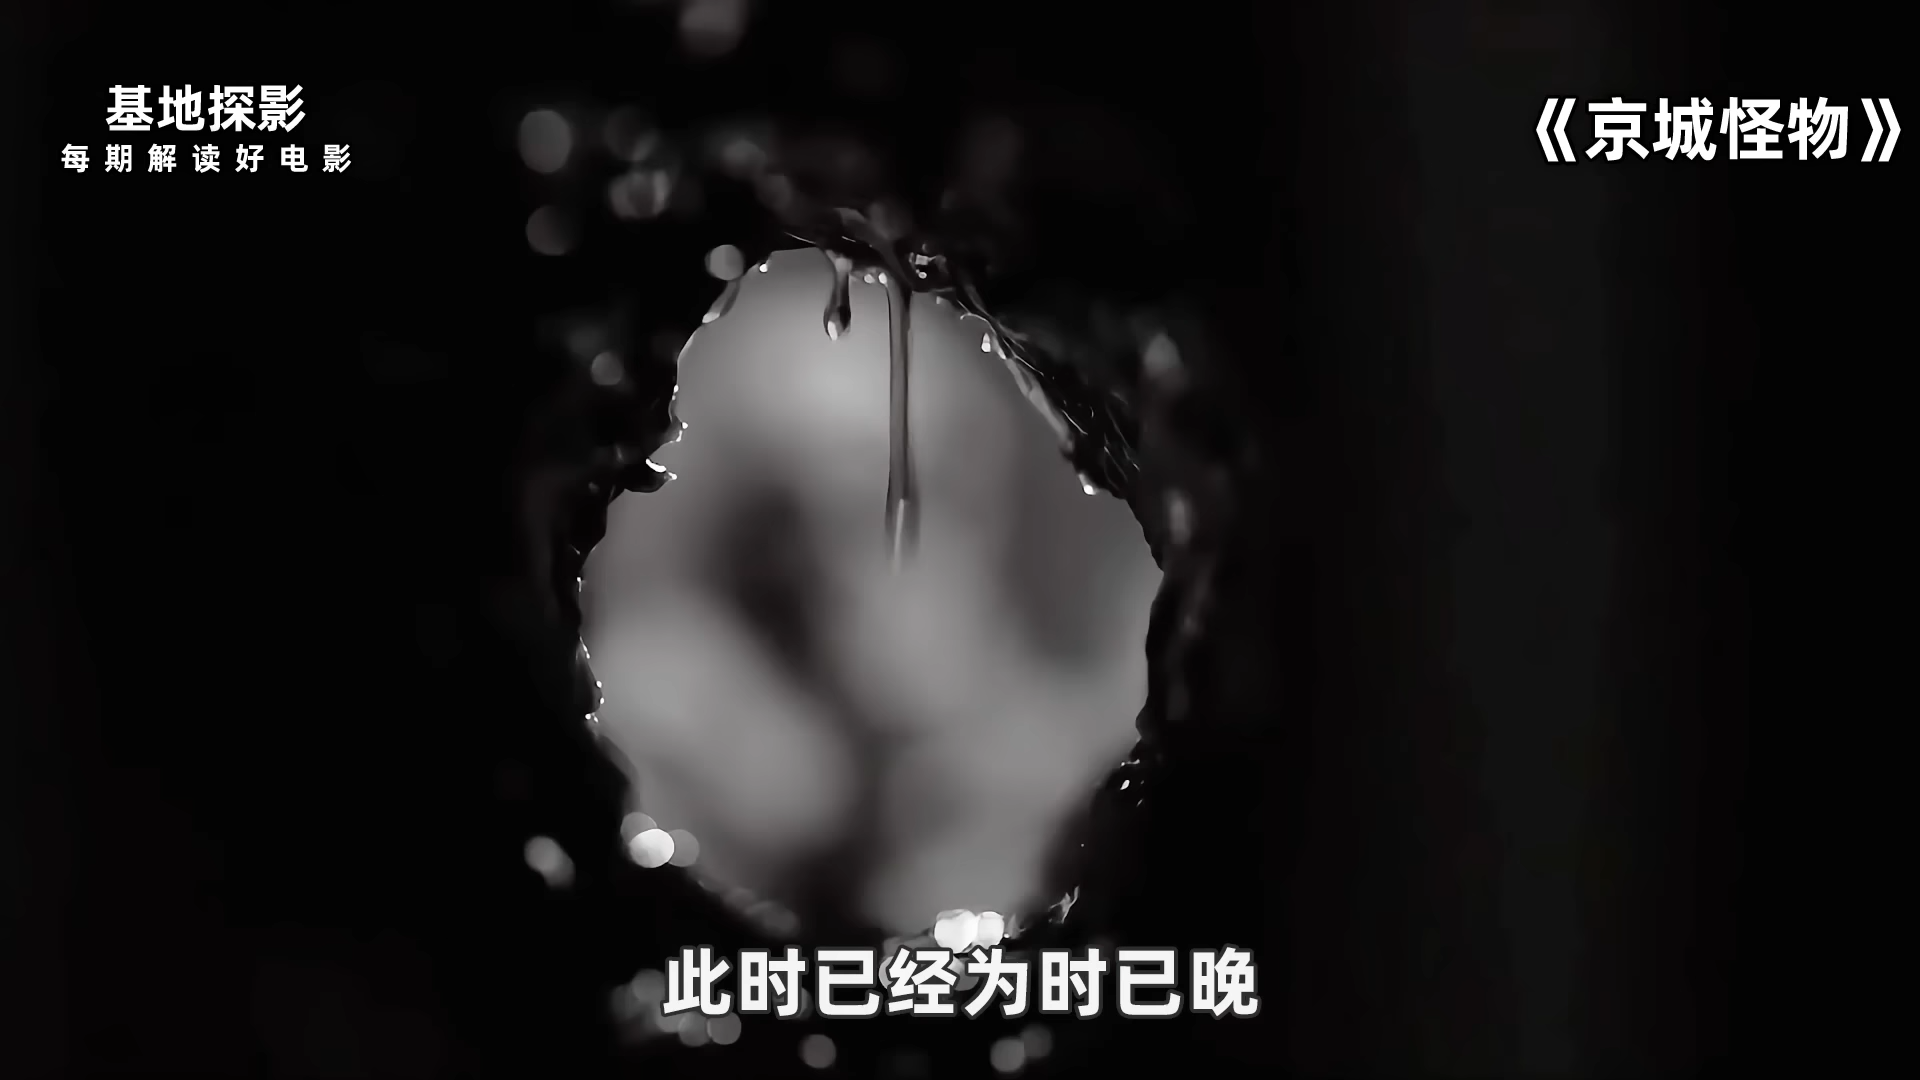 基地探影
每期解读好电影
《京城怪物》
此时已经为时已晚